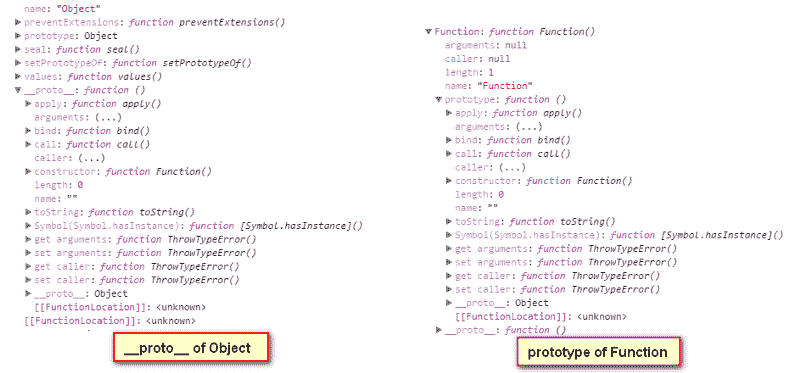 name: "Object"
preventExtensions: function preventExtensions()
prototype: Object
seal: function seal()
setPrototypeOf: function setPrototypeOf()
values: function values()
__proto__: function ()
apply: function apply()
arguments: (...)
bind: function bind()
call: function call()
caller: (...)
constructor: function Function()
length: 0
name: ""
toString: function toString()
Symbol(Symbol.hasInstance): function [Symbol.hasInstance]()
get arguments: function ThrowTypeError()
set arguments: function ThrowTypeError()
get caller: function ThrowTypeError()
set caller: function ThrowTypeError()
__proto__: Object
[[FunctionLocation]]: <unknown>
[[FunctionLocation]]: <unknown>
__proto__ of Object
Function: function Function()
arguments: null
caller: null
length: 1
name: "Function"
prototype: function ()
apply: function apply()
arguments: (...)
bind: function bind()
call: function call()
caller: (...)
constructor: function Function()
length: 0
name: ""
toString: function toString()
Symbol(Symbol.hasInstance): function [Symbol.hasInstance]()
get arguments: function ThrowTypeError()
set arguments: function ThrowTypeError()
get caller: function ThrowTypeError()
set caller: function ThrowTypeError()
__proto__: Object
[[FunctionLocation]]: <unknown>
__proto__: function ()
prototype of Function